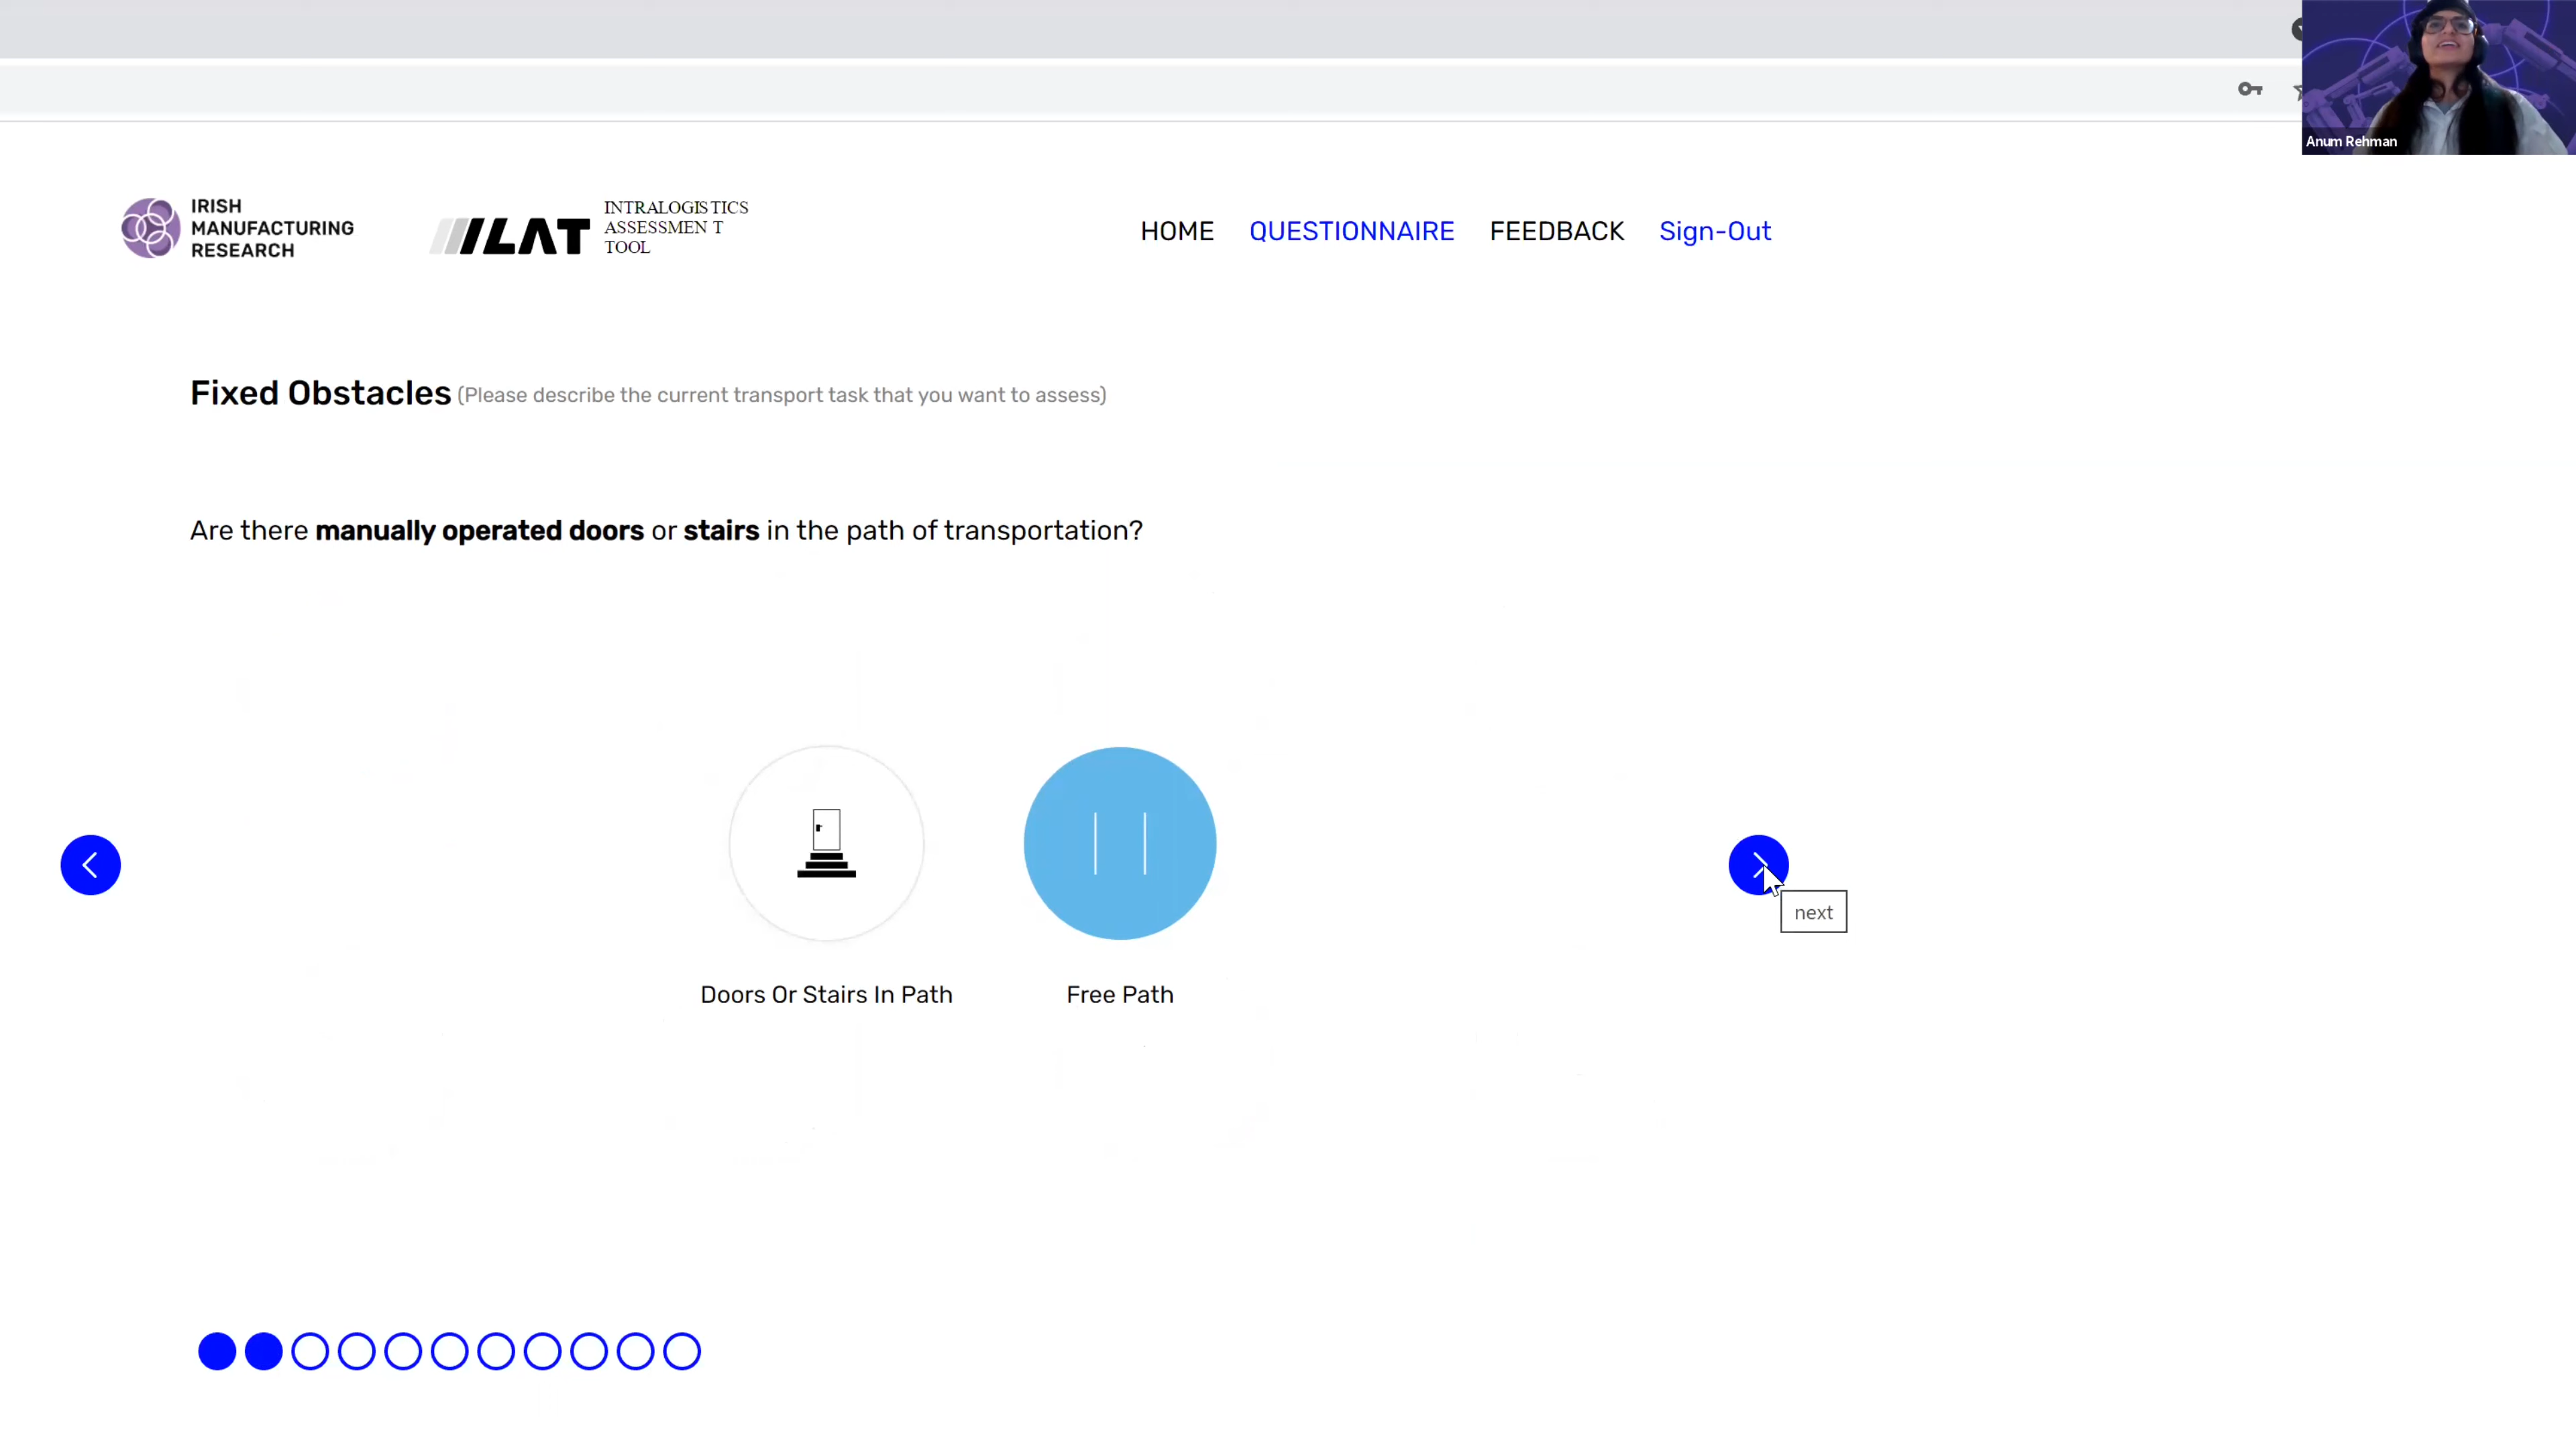 Anum Rehman
IRISH
MANUFACTURING
RESEARCH
ILAT
INTRALOGISTICS
ASSESSMEN T
TOOL
HOME QUESTIONNAIRE FEEDBACK Sign-Out
Fixed Obstacles (Please describe the current transport task that you want to assess)
Are there manually operated doors or stairs in the path of transportation?
next
Doors Or Stairs In Path Free Path